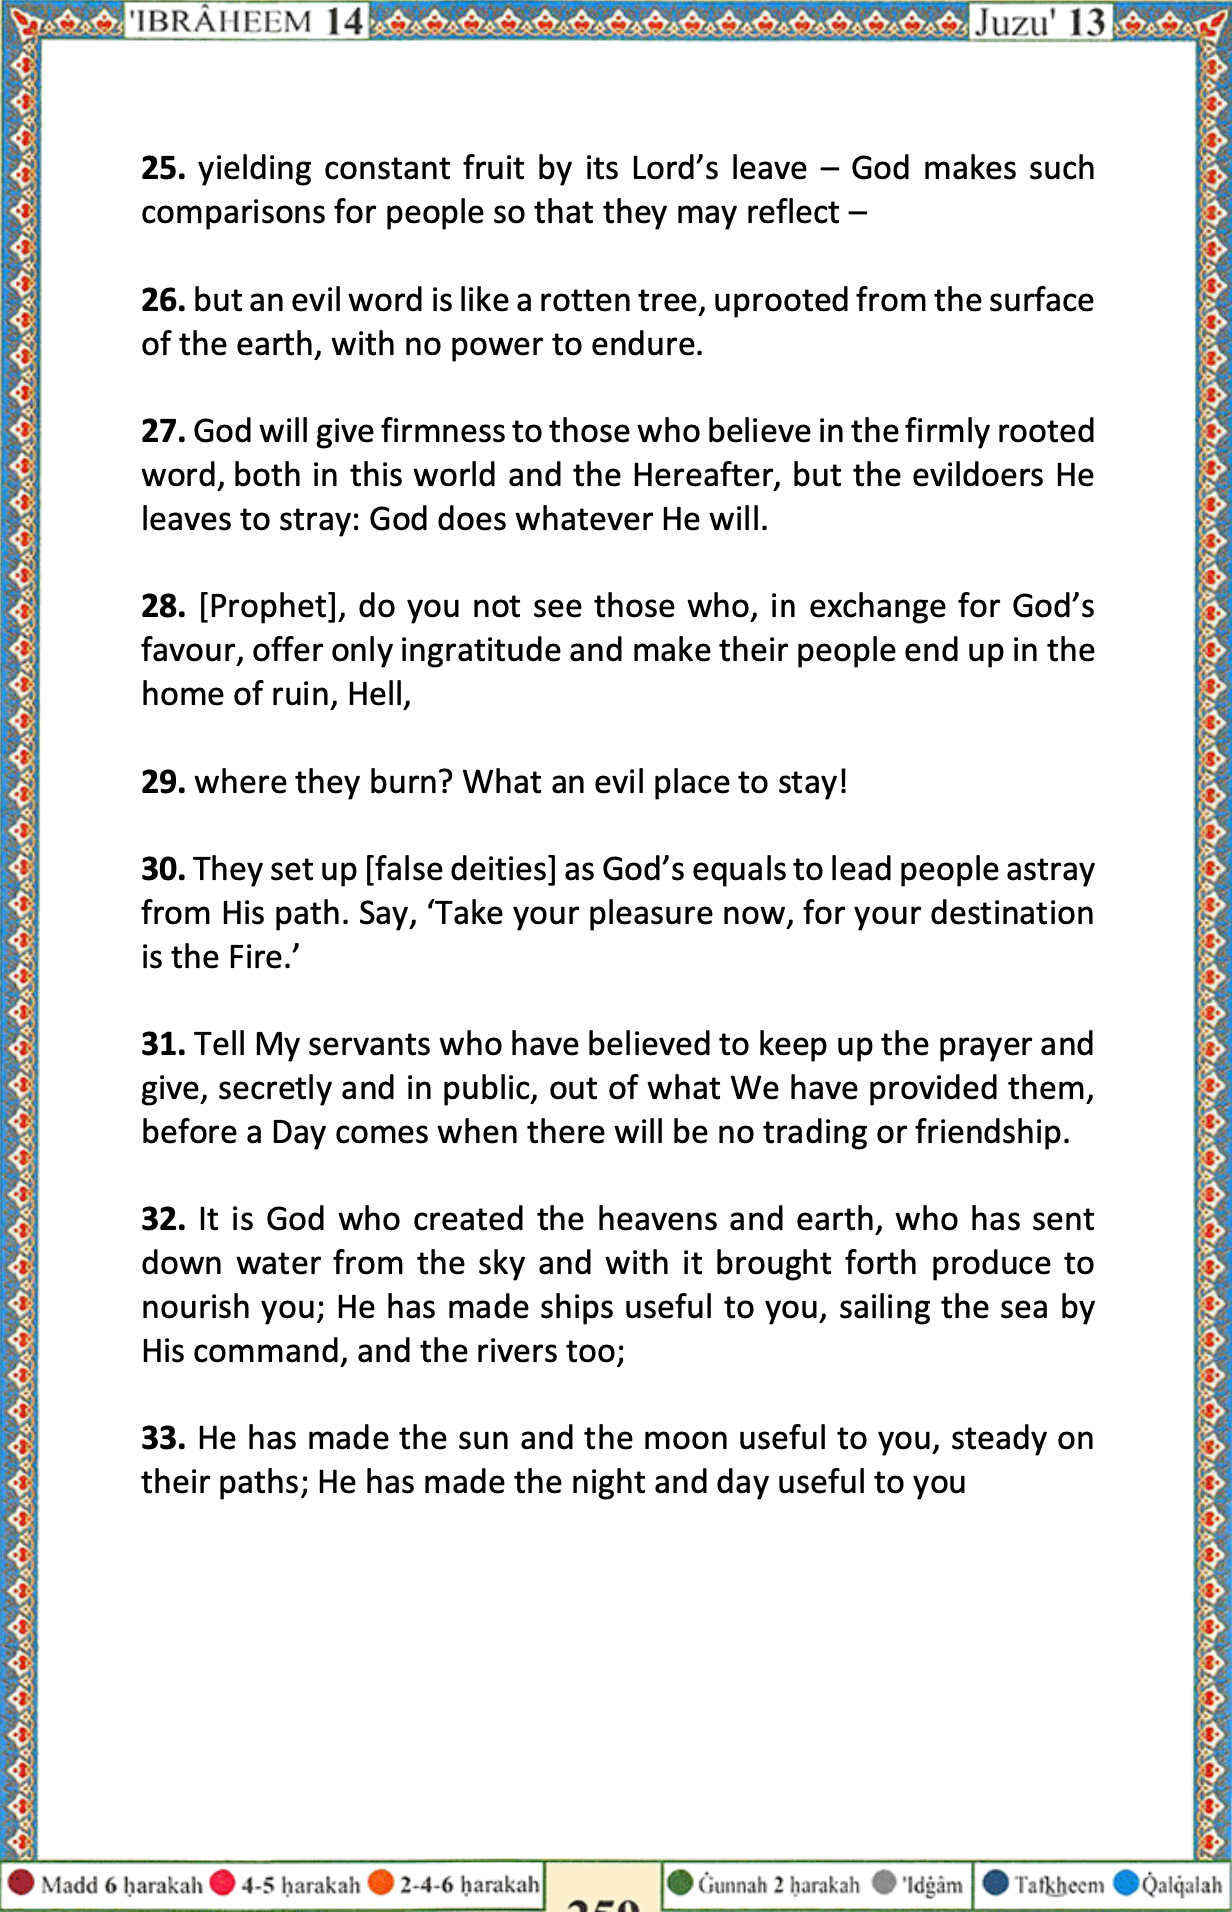 'IBRÂHEEM 14
Juzu' 13
25. yielding constant fruit by its Lord’s leave – God makes such
comparisons for people so that they may reflect –
26. but an evil word is like a rotten tree, uprooted from the surface
of the earth, with no power to endure.
27. God will give firmness to those who believe in the firmly rooted
word, both in this world and the Hereafter, but the evildoers He
leaves to stray: God does whatever He will.
28. [Prophet], do you not see those who, in exchange for God’s
favour, offer only ingratitude and make their people end up in the
home of ruin, Hell,
29. where they burn? What an evil place to stay!
30. They set up [false deities] as God’s equals to lead people astray
from His path. Say, ‘Take your pleasure now, for your destination
is the Fire.’
31. Tell My servants who have believed to keep up the prayer and
give, secretly and in public, out of what We have provided them,
before a Day comes when there will be no trading or friendship.
32. It is God who created the heavens and earth, who has sent
down water from the sky and with it brought forth produce to
nourish you; He has made ships useful to you, sailing the sea by
His command, and the rivers too;
33. He has made the sun and the moon useful to you, steady on
their paths; He has made the night and day useful to you
Madd 6 ḥarakah 4-5 ḥarakah 2-4-6 ḥarakah
259
Ġunnah 2 ḥarakah 'Idġâm Tafkheem Q̇alq̇alah